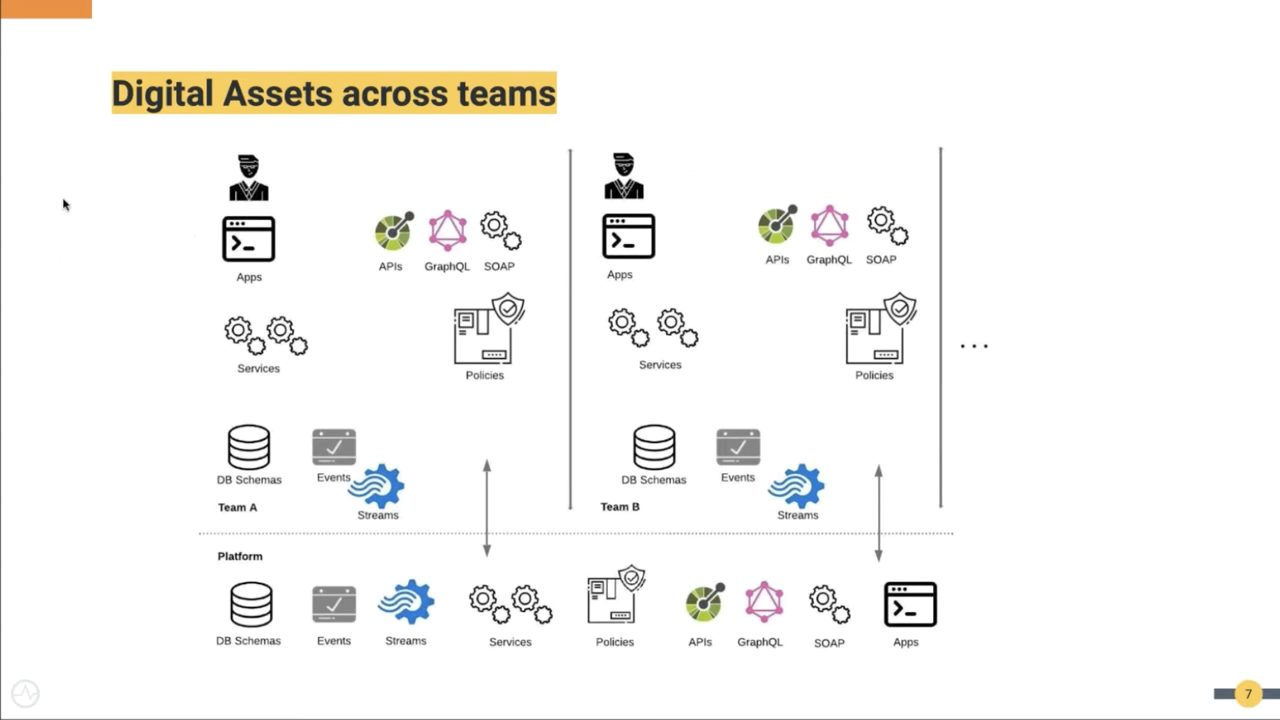 Digital Assets across teams
Apps
APIs
GraphQL
SOAP
Services
Policies
DB Schemas
Events
Streams
Team A
Apps
APIs
GraphQL
SOAP
Services
Policies
DB Schemas
Events
Streams
Team B
...
Platform
DB Schemas
Events
Streams
Services
Policies
APIs
GraphQL
SOAP
Apps
7